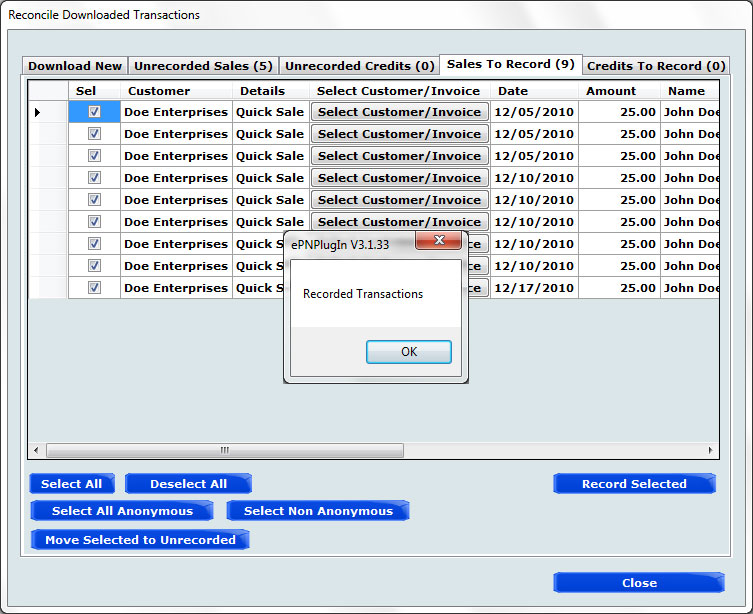 Reconcile Downloaded Transactions
Download New Unrecorded Sales (5) Unrecorded Credits (0) Sales To Record (9) Credits To Record (0)
Sel Customer Details Select Customer/Invoice Date Amount Name
Doe Enterprises Quick Sale Select Customer/Invoice 12/05/2010 25.00 John Doe
Doe Enterprises Quick Sale Select Customer/Invoice 12/05/2010 25.00 John Doe
Doe Enterprises Quick Sale Select Customer/Invoice 12/05/2010 25.00 John Doe
Doe Enterprises Quick Sale Select Customer/Invoice 12/10/2010 25.00 John Doe
Doe Enterprises Quick Sale Select Customer/Invoice 12/10/2010 25.00 John Doe
Doe Enterprises Quick Sale Select Customer/Invoice 12/10/2010 25.00 John Doe
Doe Enterprises Quick 12/10/2010 25.00 John Doe
Doe Enterprises Quick 12/10/2010 25.00 John Doe
Doe Enterprises Quick 12/17/2010 25.00 John Doe
ePNPlugIn V3.1.33
Recorded Transactions
OK
Select All Deselect All Record Selected
Select All Anonymous Select Non Anonymous
Move Selected to Unrecorded
Close